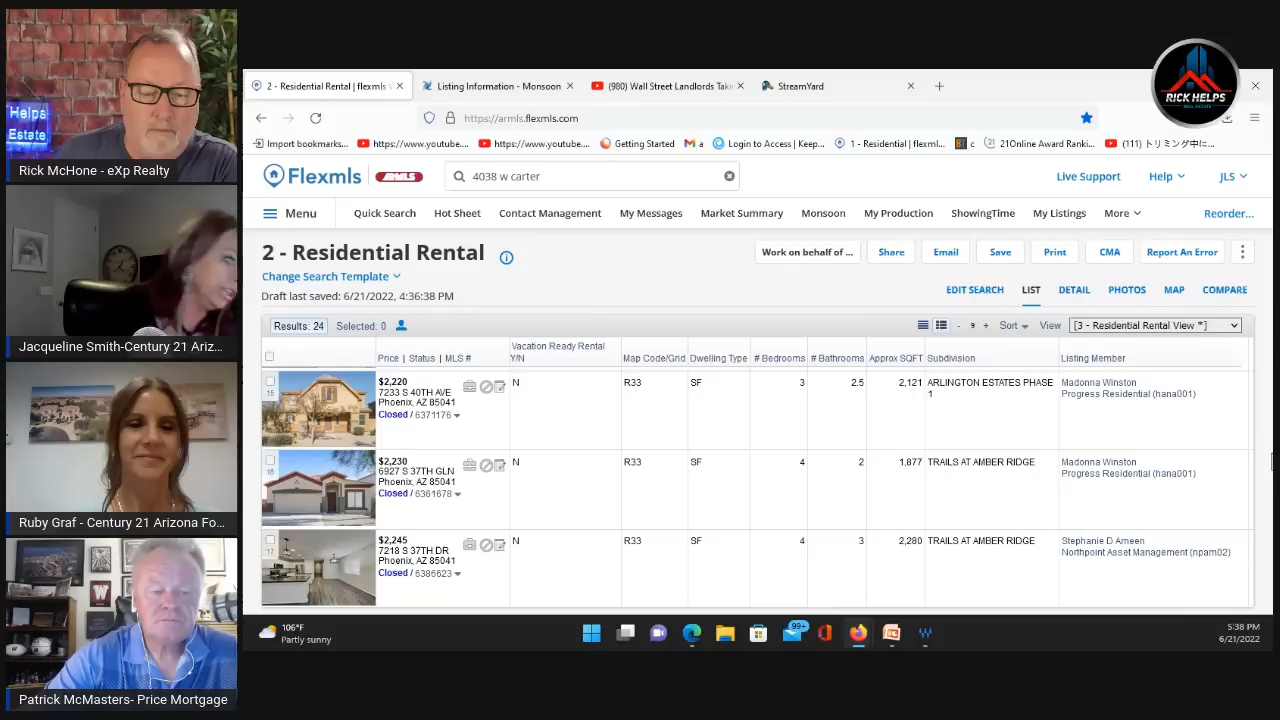 Helps
Estate
Rick McHone - eXp Realty
Jacqueline Smith-Century 21 Ariz...
Ruby Graf - Century 21 Arizona Fo...
W
Patrick McMasters- Price Mortgage
RICK HELPS
REAL ESTATE
2 - Residential Rental | flexmls
Listing Information - Monsoon
(980) Wall Street Landlords Tak
StreamYard
https://armls.flexmls.com
Import bookmarks...
https://www.youtube....
https://www.youtube....
Getting Started
a
Login to Access | Keep...
1 - Residential | flexml...
c
21Online Award Ranki...
(111) トリミング中に...
Flexmls
ARMLS
4038 w carter
Live Support
Help
JLS
Menu
Quick Search
Hot Sheet
Contact Management
My Messages
Market Summary
Monsoon
My Production
ShowingTime
My Listings
More
Reorder...
2 - Residential Rental
Work on behalf of ...
Share
Email
Save
Print
CMA
Report An Error
Change Search Template
Draft last saved: 6/21/2022, 4:36:38 PM
EDIT SEARCH
LIST
DETAIL
PHOTOS
MAP
COMPARE
Results: 24
Selected: 0
- 9 +
Sort
View
[3 - Residential Rental View *]
Price | Status | MLS #
Vacation Ready Rental
Y/N
Map Code/Grid
Dwelling Type
# Bedrooms
# Bathrooms
Approx SQFT
Subdivision
Listing Member
15
$2,220
7233 S 40TH AVE
Phoenix, AZ 85041
Closed / 6371176
N
R33
SF
3
2.5
2,121
ARLINGTON ESTATES PHASE
1
Madonna Winston
Progress Residential (hana001)
16
$2,230
6927 S 37TH GLN
Phoenix, AZ 85041
Closed / 6361678
N
R33
SF
4
2
1,877
TRAILS AT AMBER RIDGE
Madonna Winston
Progress Residential (hana001)
17
$2,245
7218 S 37TH DR
Phoenix, AZ 85041
Closed / 6386623
N
R33
SF
4
3
2,280
TRAILS AT AMBER RIDGE
Stephanie D Ameen
Northpoint Asset Management (npam02)
106°F
Partly sunny
99+
5:38 PM
6/21/2022